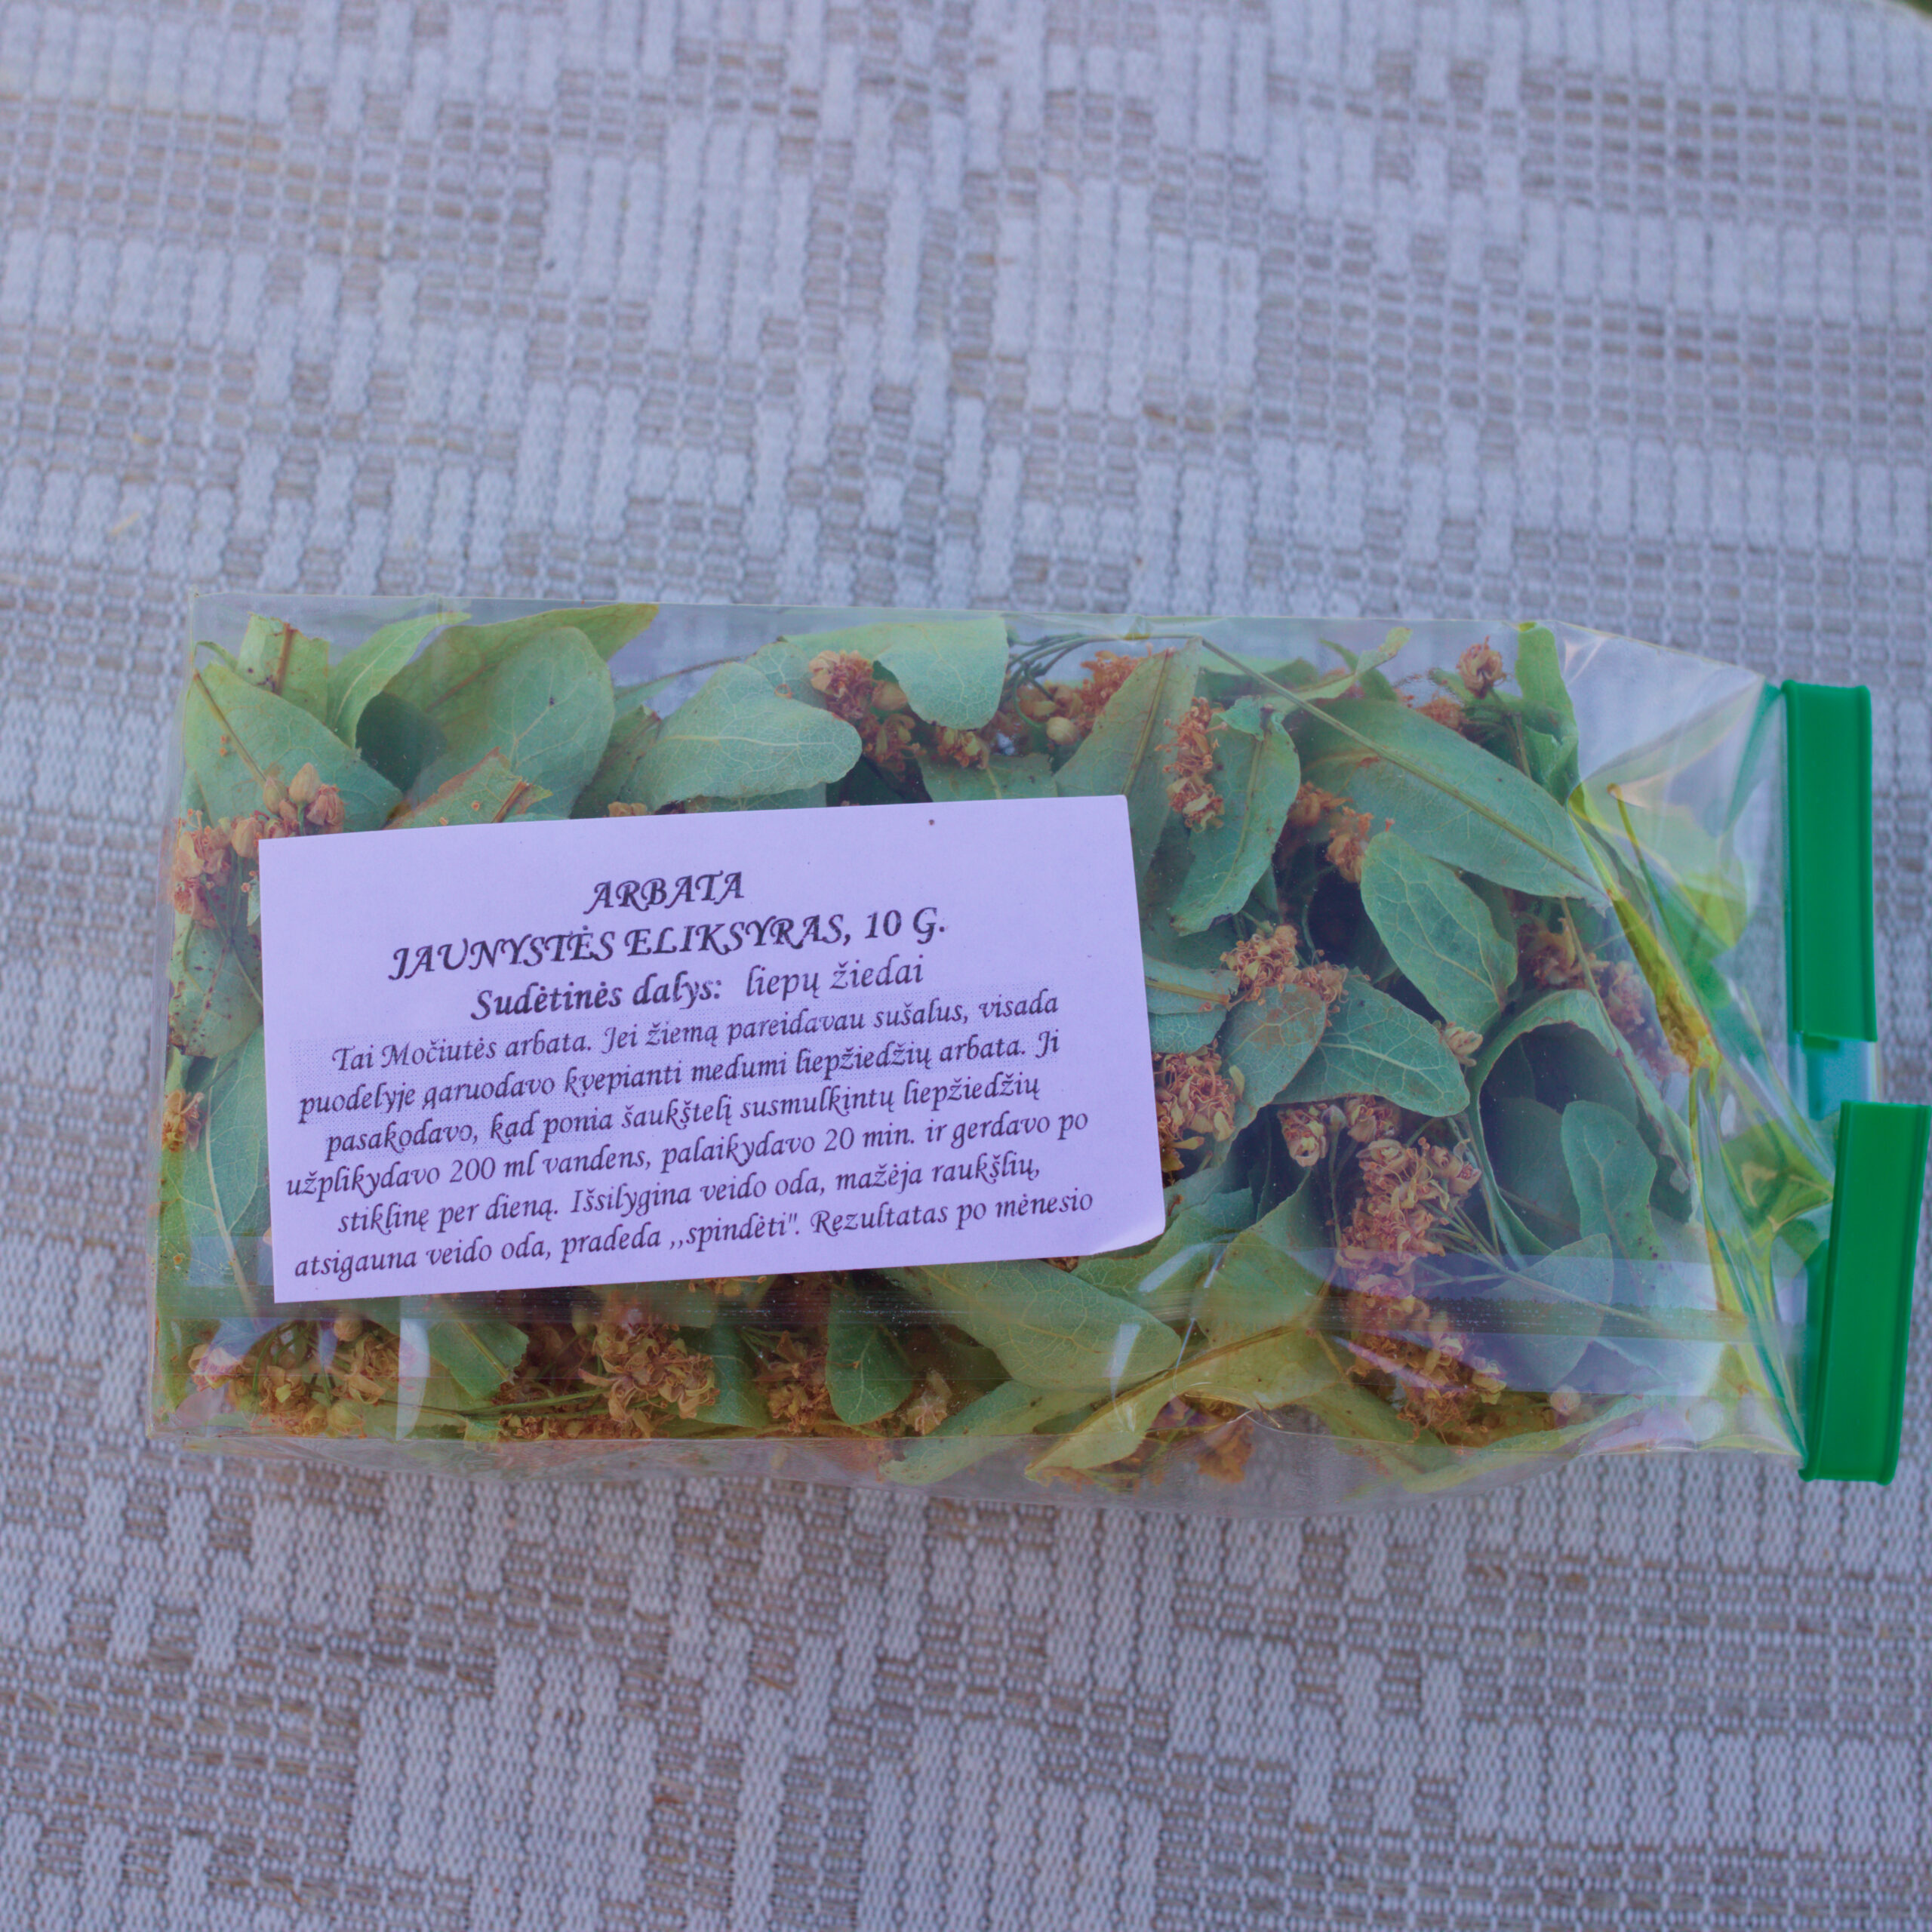 ARBATA
JAUNYSTĖS ELIKSYRAS, 10 G.
Sudėtinės dalys: liepų žiedai
Tai Močiutės arbata. Jei žiemą pareidavau sušalus, visada
puodelyje garuodavo kvepianti medumi liepžiedžių arbata. Ji
pasakodavo, kad ponia šaukštelį susmulkintų liepžiedžių
užplikydavo 200 ml vandens, palaikydavo 20 min. ir gerdavo po
stiklinę per dieną. Išsilygina veido oda, mažėja raukšlių,
atsigauna veido oda, pradeda ,,spindėti". Rezultatas po mėnesio